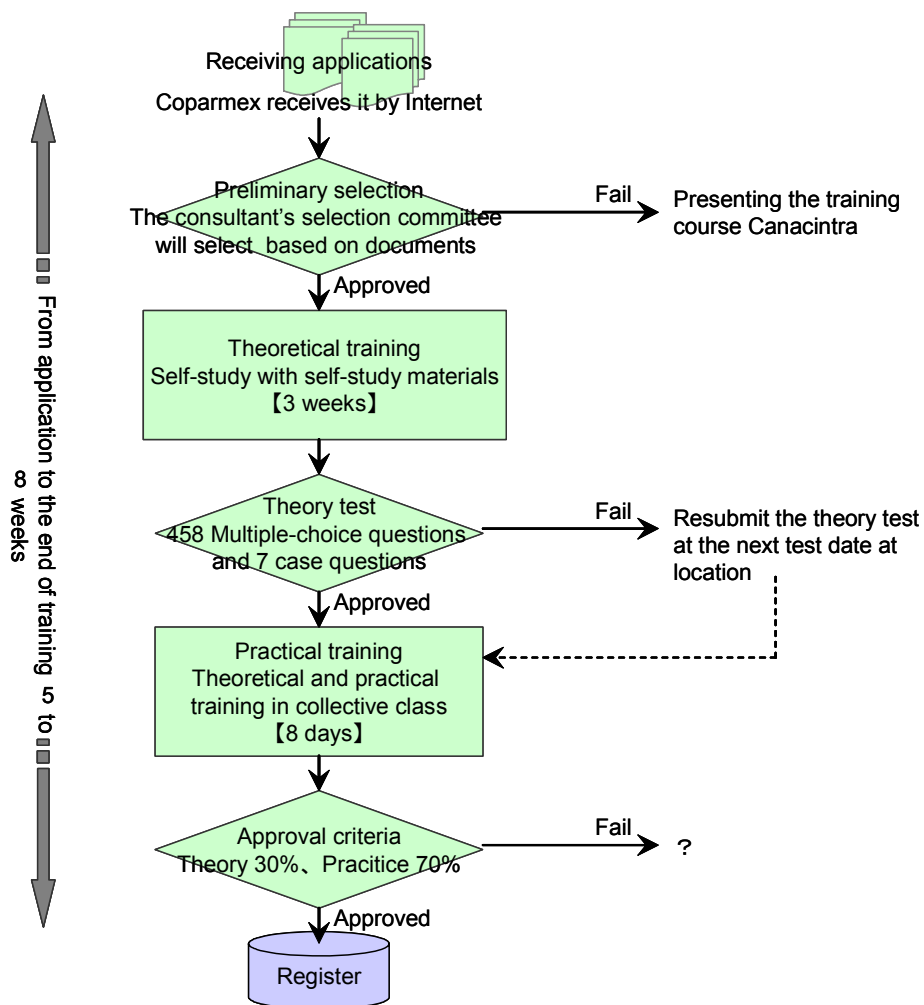 Receiving applications
Coparmex receives it by Internet
Preliminary selection
The consultant's selection committee
will select based on documents
Fail
Presenting the training
course Canacintra
Approved
Theoretical training
Self-study with self-study materials
【3 weeks】
Theory test
458 Multiple-choice questions
and 7 case questions
Fail
Resubmit the theory test
at the next test date at
location
Approved
Practical training
Theoretical and practical
training in collective class
【8 days】
Approval criteria
Theory 30%、Pracitice 70%
Fail
?
Approved
Register
From application to the end of training 5 to
8 weeks